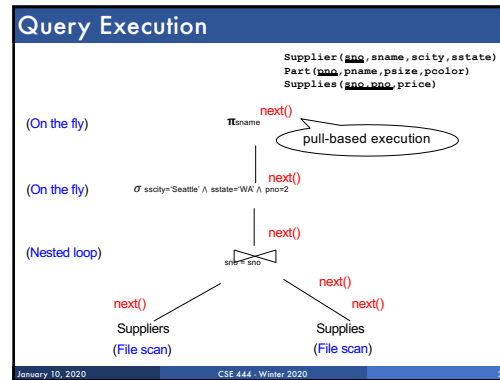 Query Execution
Supplier(sno,sname,scity,sstate)
Part(pno,pname,psize,pcolor)
Supplies(sno,pno,price)
(On the fly) πsname next()
pull-based execution
(On the fly) σ sscity='Seattle' ∧ sstate='WA' ∧ pno=2 next()
next()
(Nested loop) sno = sno
next() next()
next()
Suppliers Supplies
(File scan) (File scan)
January 10, 2020 CSE 444 - Winter 2020